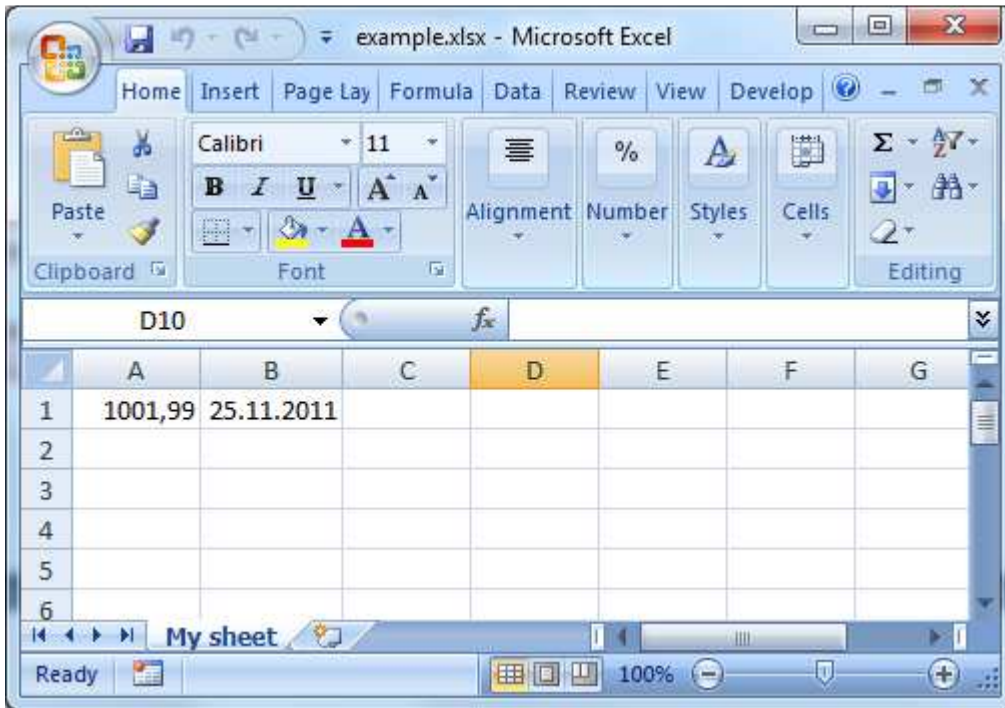 example.xlsx - Microsoft Excel
Home Insert Page Lay Formula Data Review View Develop
Paste
Calibri 11
B I U A A
A
Alignment Number Styles Cells
%
A
Σ
A
Z
Clipboard Font Editing
D10 fx
A B C D E F G
1 1001,99 25.11.2011
2
3
4
5
6
My sheet
Ready 100%